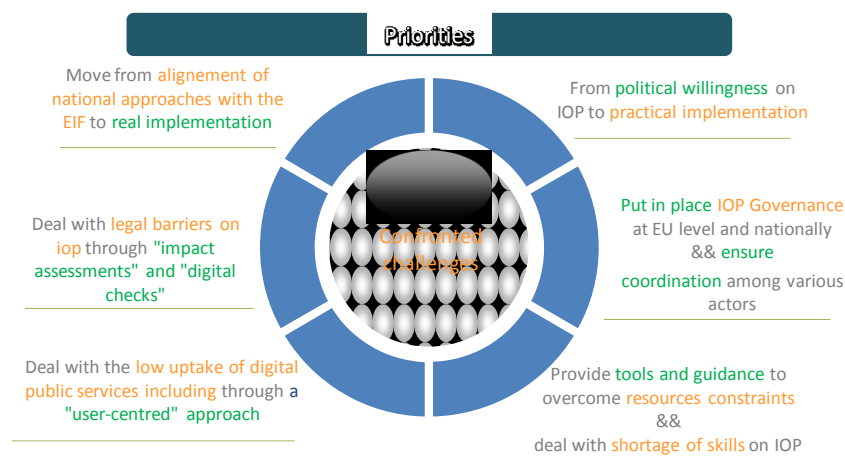 Priorities
Move from alignement of
national approaches with the
EIF to real implementation
From political willingness on
IOP to practical implementation
Confronted
challenges
Deal with legal barriers on
iop through "impact
assessments" and "digital
checks"
Put in place IOP Governance
at EU level and nationally
&& ensure
coordination among various
actors
Deal with the low uptake of digital
public services including through a
"user-centred" approach
Provide tools and guidance to
overcome resources constraints
&&
deal with shortage of skills on IOP